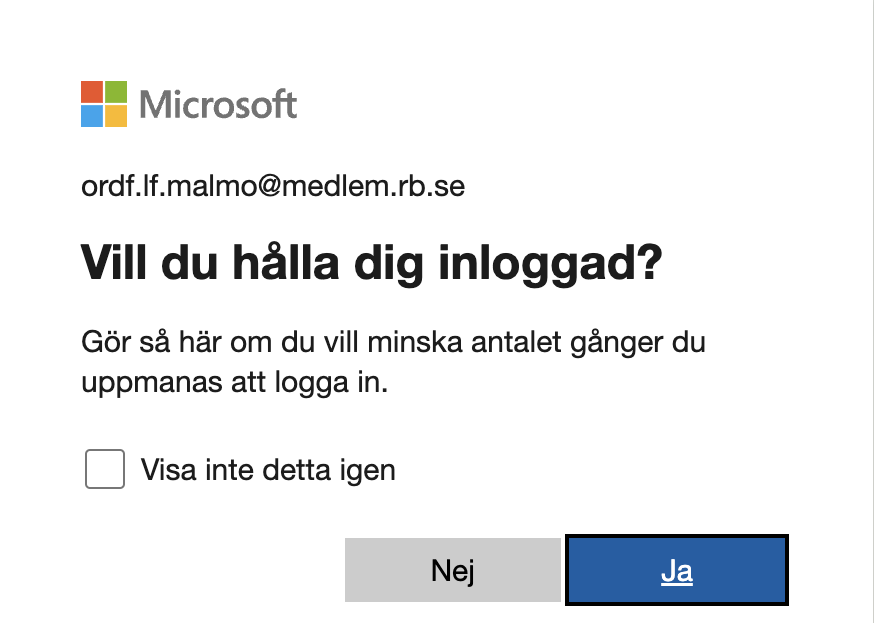 Microsoft
ordf.lf.malmo@medlem.rb.se
Vill du hålla dig inloggad?
Gör så här om du vill minska antalet gånger du
uppmanas att logga in.
Visa inte detta igen
Nej
Ja